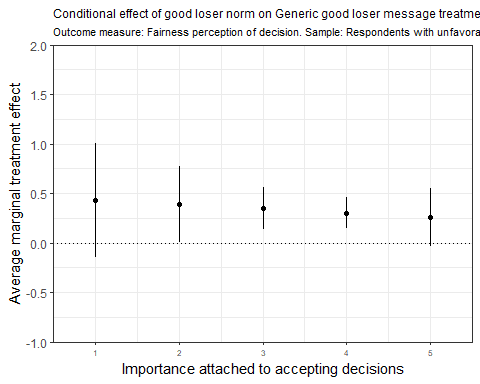 Conditional effect of good loser norm on Generic good loser message
Outcome measure: Fairness perception of decision. Sample: Respondents with
2.0
1.5
1.0
0.5
0.0
-0.5
-1.0
Average marginal treatment effect
1 2 3 4 5
Importance attached to accepting decisions